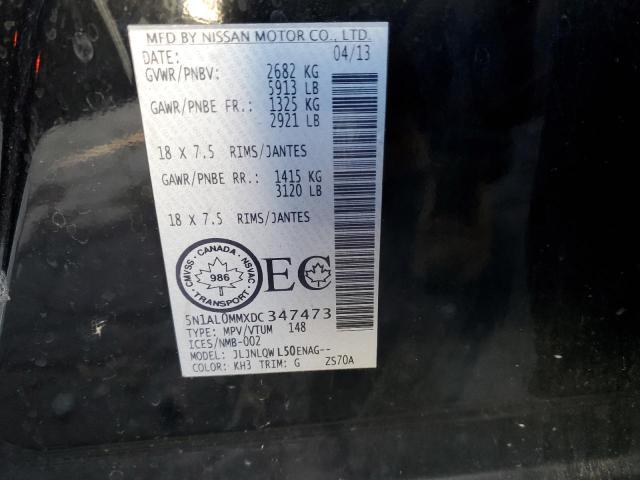 MFD BY NISSAN MOTOR CO., LTD.
DATE: 04/13
GVWR/PNBV: 2682 KG
5913 LB
GAWR/PNBE FR: 1325 KG
2921 LB
18 X 7.5 RIMS/JANTES
GAWR/PNBE RR: 1415 KG
3120 LB
18 X 7.5 RIMS/JANTES
CANADA
CMVSS NSVAC
986
TRANSPORT
EC
5N1AL0MMXDC347473
TYPE: MPV/VTUM 148
ICES/NMB-002
MODEL: JLJNLQWL50ENAG--
COLOR: KH3 TRIM: G ZS70A